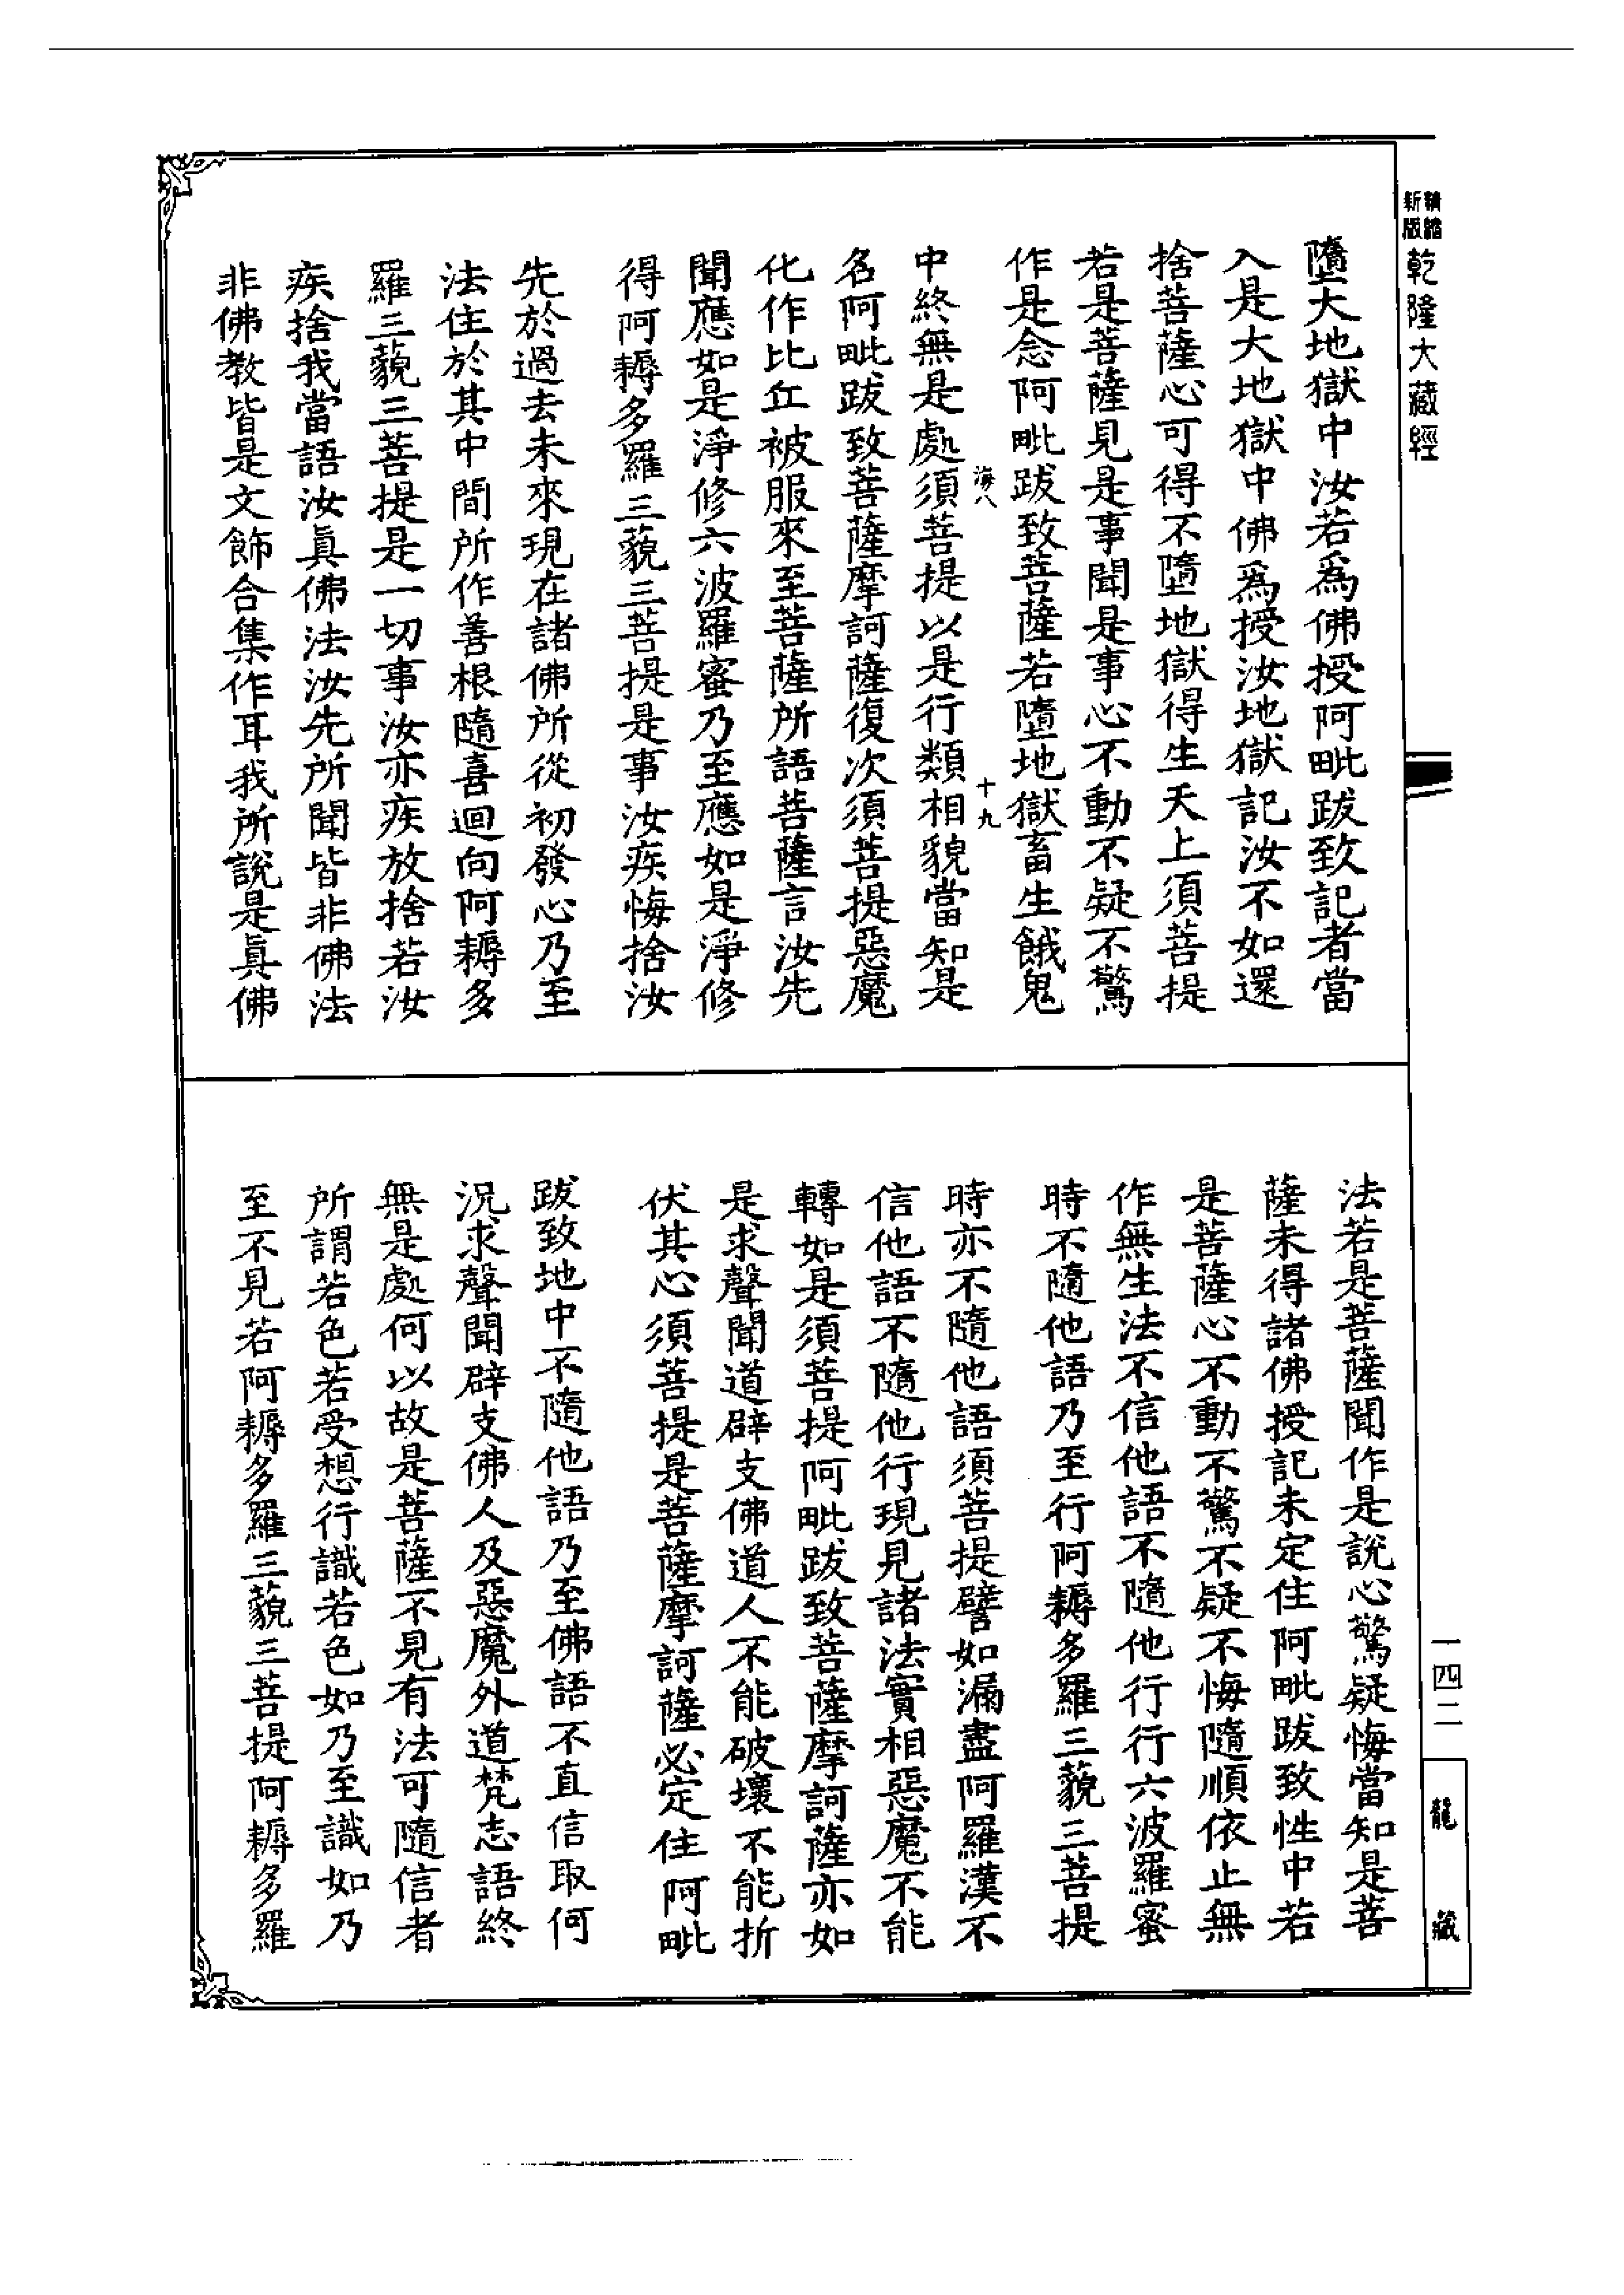 精縮新版乾隆大藏經
墮大地獄中汝若爲佛授阿毗跋致記者當
入是大地獄中佛爲授汝地獄記汝不如還
捨菩薩心可得不墮地獄得生天上須菩提
若是菩薩見是事聞是事心不動不疑不驚
作是念阿毗跋致菩薩若墮地獄畜生餓鬼
海八 十九
中終無是處須菩提以是行類相貌當知是
名阿毗跋致菩薩摩訶薩復次須菩提惡魔
化作比丘被服來至菩薩所語菩薩言汝先
聞應如是淨修六波羅蜜乃至應如是淨修
得阿耨多羅三藐三菩提是事汝疾悔捨汝
先於過去未來現在諸佛所從初發心乃至
法住於其中間所作善根隨喜迴向阿耨多
羅三藐三菩提是一切事汝亦疾放捨若汝
疾捨我當語汝眞佛法汝先所聞皆非佛法
非佛教皆是文飾合集作耳我所說是眞佛
法若是菩薩聞作是說心驚疑悔當知是菩
薩未得諸佛授記未定住阿毗跋致性中若
是菩薩心不動不驚不疑不悔隨順依止無
作無生法不信他語不隨他行行六波羅蜜
時不隨他語乃至行阿耨多羅三藐三菩提
時亦不隨他語須菩提譬如漏盡阿羅漢不
信他語不隨他行現見諸法實相惡魔不能
轉如是須菩提阿毗跋致菩薩摩訶薩亦如
是求聲聞道辟支佛道人不能破壞不能折
伏其心須菩提是菩薩摩訶薩必定住阿毗
跋致地中不隨他語乃至佛語不直信取何
況求聲聞辟支佛人及惡魔外道梵志語終
無是處何以故是菩薩不見有法可隨信者
所謂若色若受想行識若色如乃至識如乃
至不見若阿耨多羅三藐三菩提阿耨多羅
一四二
龍藏